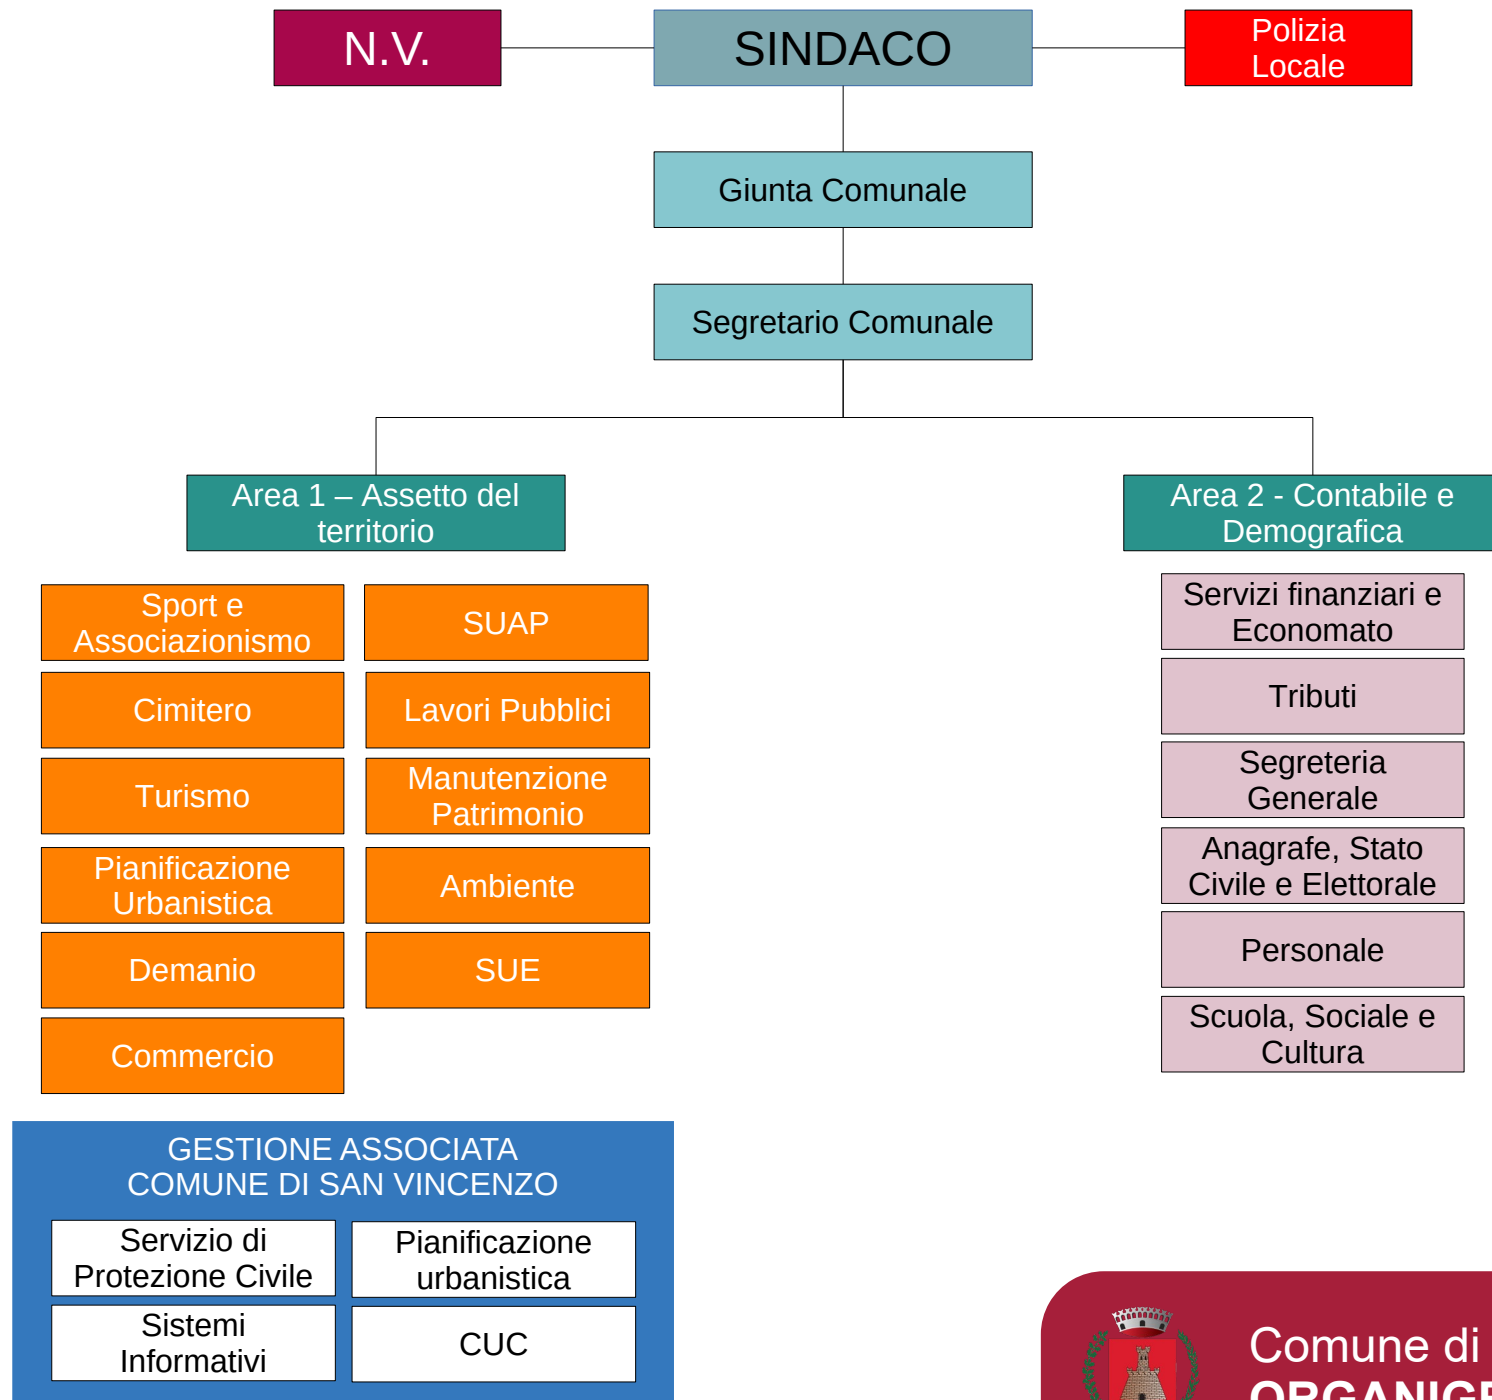 N.V.
SINDACO
Polizia
Locale
Giunta Comunale
Segretario Comunale
Area 1 – Assetto del
territorio
Area 2 - Contabile e
Demografica
Sport e
Associazionismo
SUAP
Cimitero
Lavori Pubblici
Turismo
Manutenzione
Patrimonio
Pianificazione
Urbanistica
Ambiente
Demanio
SUE
Commercio
Servizi finanziari e
Economato
Tributi
Segreteria
Generale
Anagrafe, Stato
Civile e Elettorale
Personale
Scuola, Sociale e
Cultura
GESTIONE ASSOCIATA
COMUNE DI SAN VINCENZO
Servizio di
Protezione Civile
Pianificazione
urbanistica
Sistemi
Informativi
CUC
Comune di